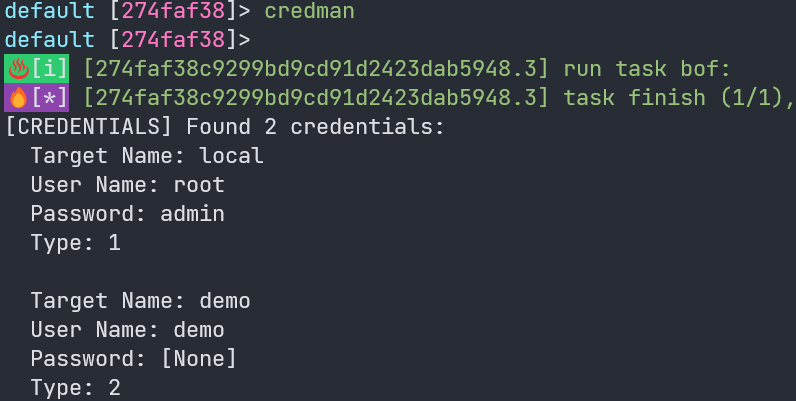 default [274faf38]> credman
default [274faf38]>
[i] [274faf38c9299bd9cd91d2423dab5948.3] run task bof:
[*] [274faf38c9299bd9cd91d2423dab5948.3] task finish (1/1),
[CREDENTIALS] Found 2 credentials:
Target Name: local
User Name: root
Password: admin
Type: 1
Target Name: demo
User Name: demo
Password: [None]
Type: 2